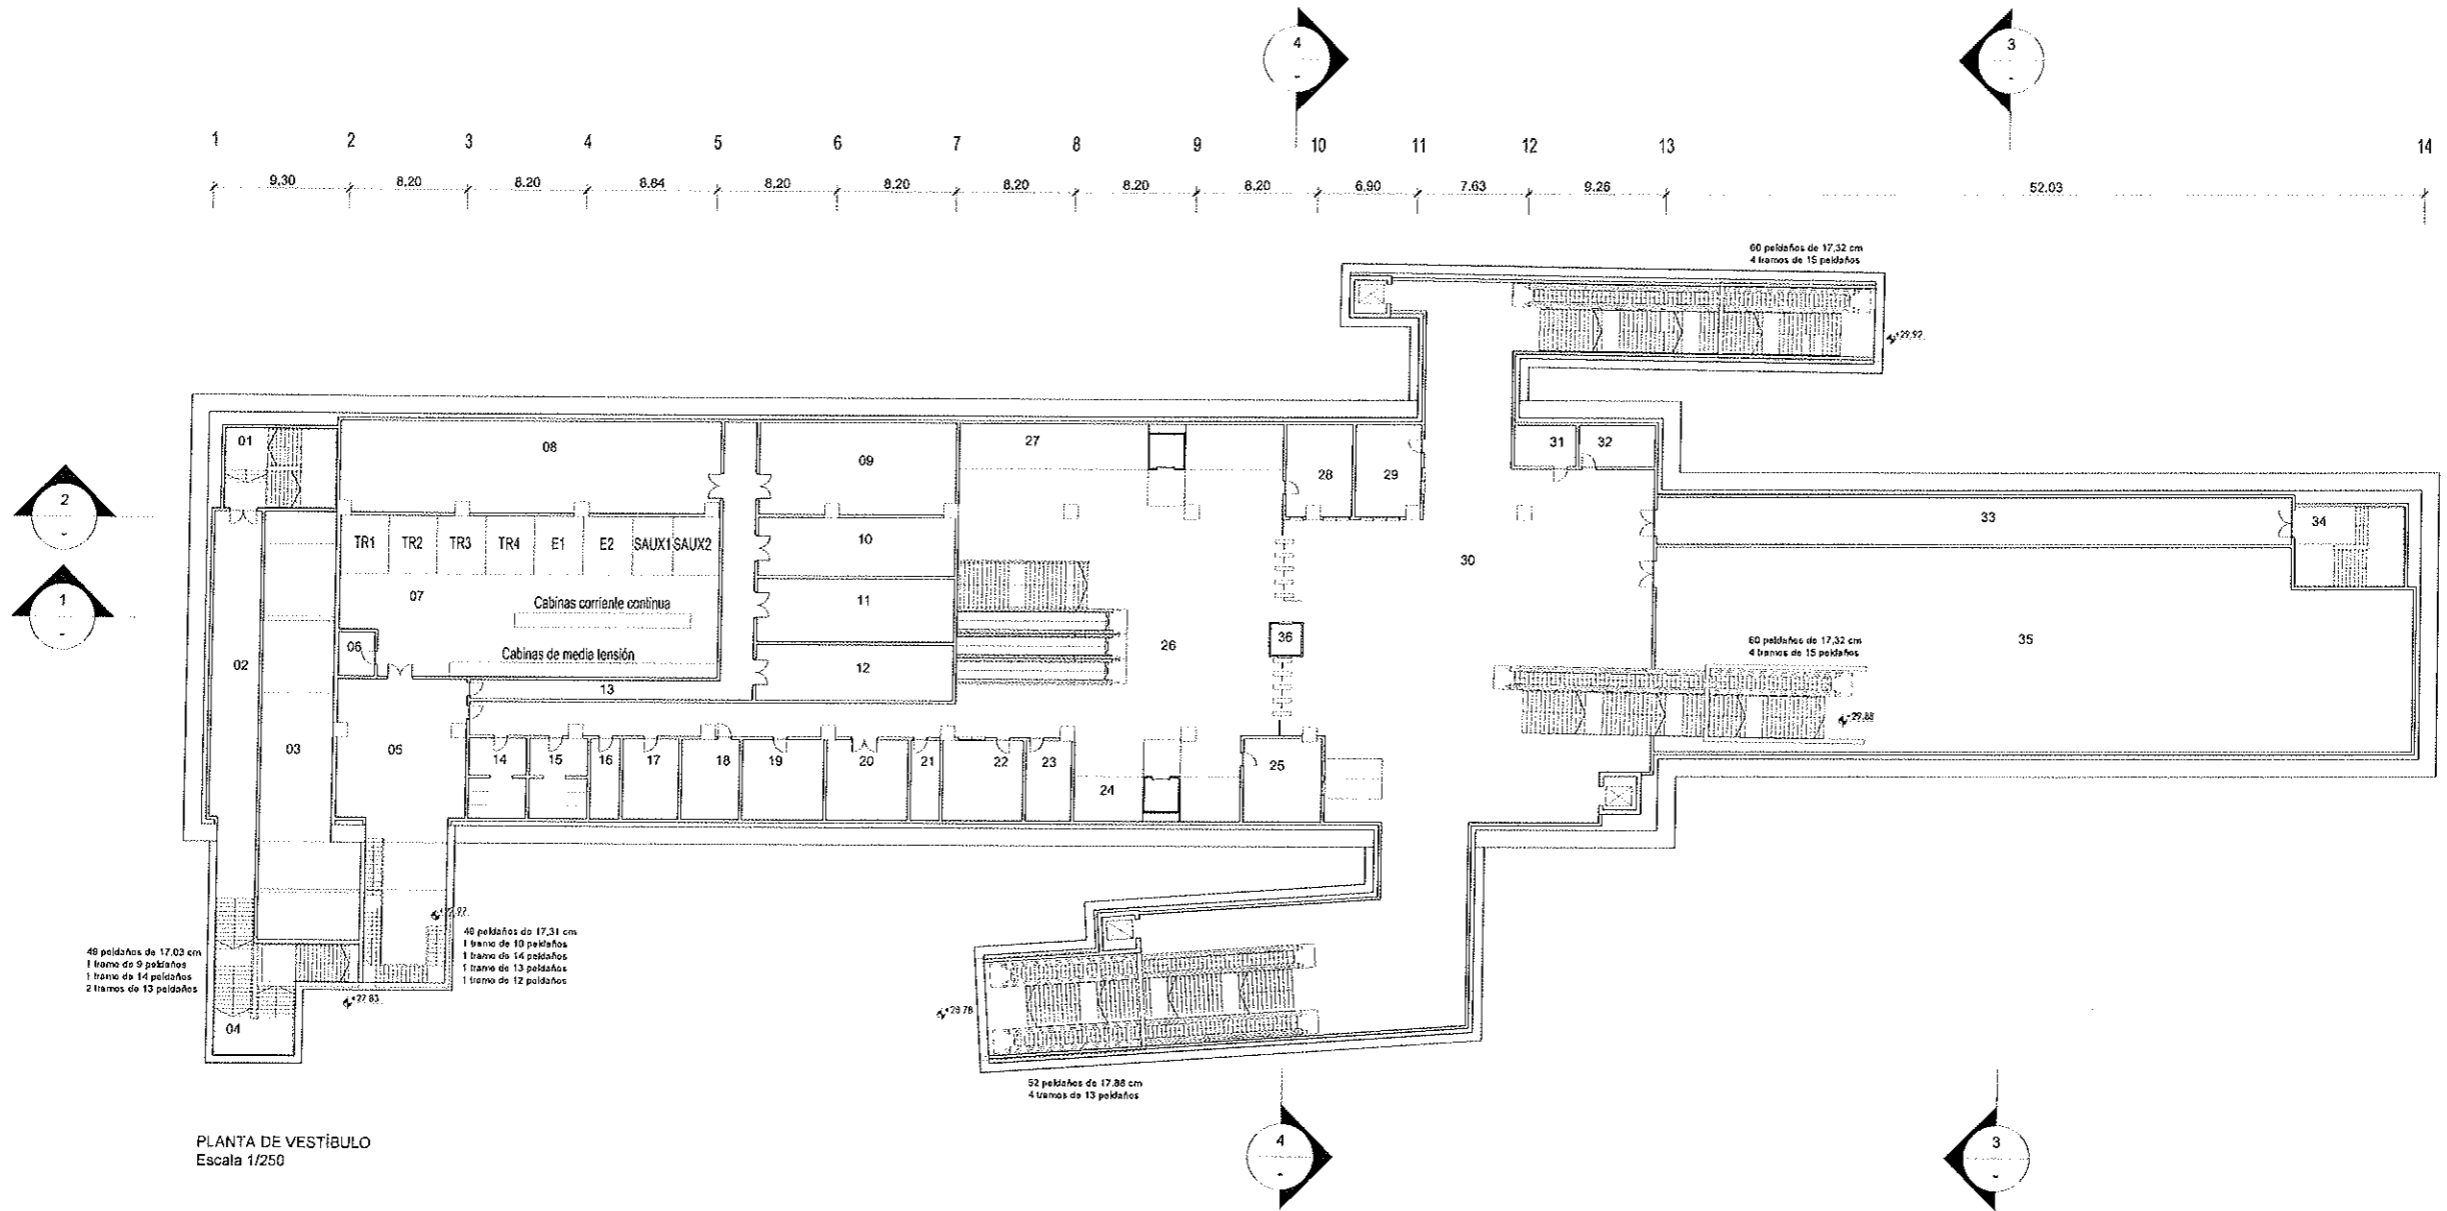 4
3
1 2 3 4 5 6 7 8 9 10 11 12 13 14
9,30 8,20 8.20 8.64 8,20 8,20 8,20 8,20 8,20 6,90 7.63 9.26 52.03
60 peldaños de 17,32 cm
4 tramos de 15 peldaños
+29,92
01
08
09
27
28
29
31
32
33
34
2
TR1 TR2 TR3 TR4 E1 E2 SAUX1 SAUX2
10
30
07
Cabinas corriente continua
11
1
02
06
Cabinas de media tensión
12
26
36
35
60 peldaños de 17,32 cm
4 tramos de 15 peldaños
13
+29,88
03
05
14
15
16
17
18
19
20
21
22
23
24
25
48 peldaños de 17,31 cm
1 tramo de 10 peldaños
1 tramo de 14 peldaños
1 tramo de 13 peldaños
1 tramo de 12 peldaños
49 peldaños de 17,03 cm
1 tramo de 9 peldaños
1 tramo de 14 peldaños
2 tramos de 13 peldaños
+27,83
04
+29.78
52 peldaños de 17.88 cm
4 tramos de 13 peldaños
PLANTA DE VESTÍBULO
Escala 1/250
4
3